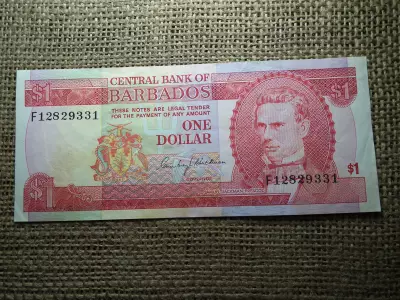 $1
CENTRAL BANK OF
BARBADOS
$1
THESE NOTES ARE LEGAL TENDER
FOR THE PAYMENT OF ANY AMOUNT
F12829331
ONE
DOLLAR
F12829331
$1
$1